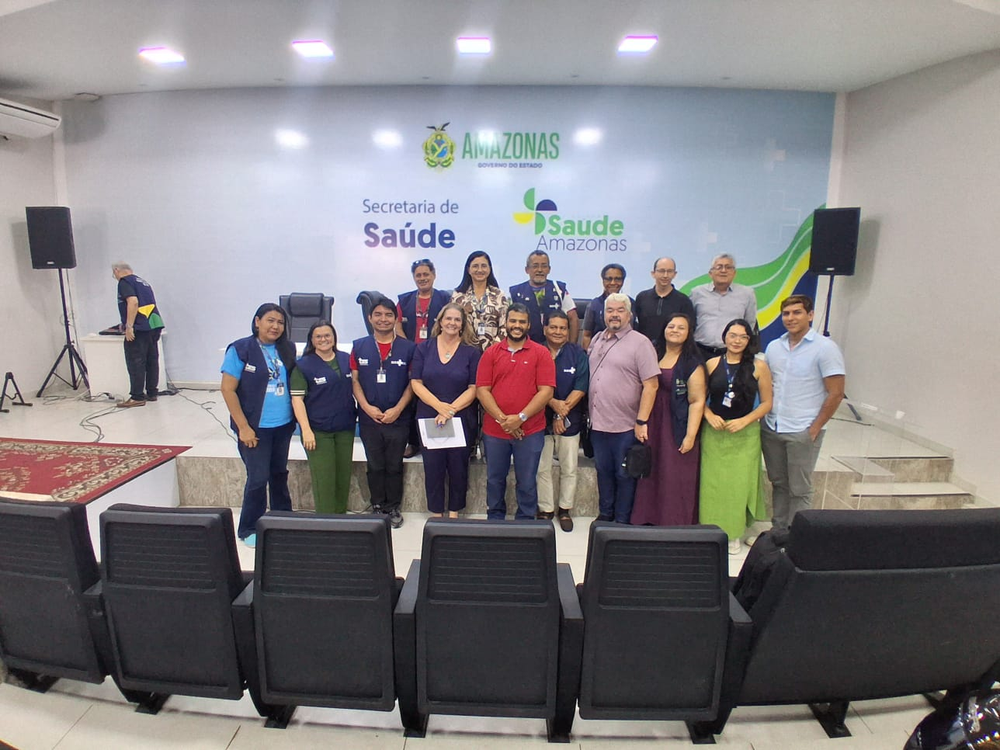 AMAZONAS
GOVERNO DO ESTADO
Secretaria de
Saúde
Saude
Amazonas